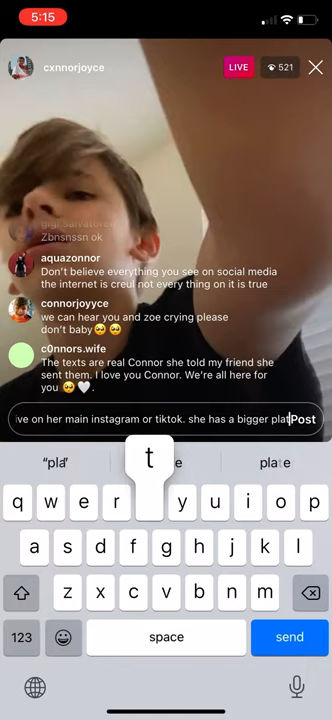 5:15
cxnnorjoyce LIVE 521
Zbnsnssn ok
aquazonnor
Don't believe everything you see on social media
the internet is creul not every thing on it is true
connorjoyyce
we can hear you and zoe crying please
don't baby🥺🥺
c0nnors.wife
The texts are real Connor she told my friend she
sent them. I love you Connor. We're all here for
you 🥺🤍.
ive on her main instagram or tiktok. she has a bigger plat Post
"pla" e plate
t
q w e r y u i o p
a s d f g h j k l
z x c v b n m
123 space send